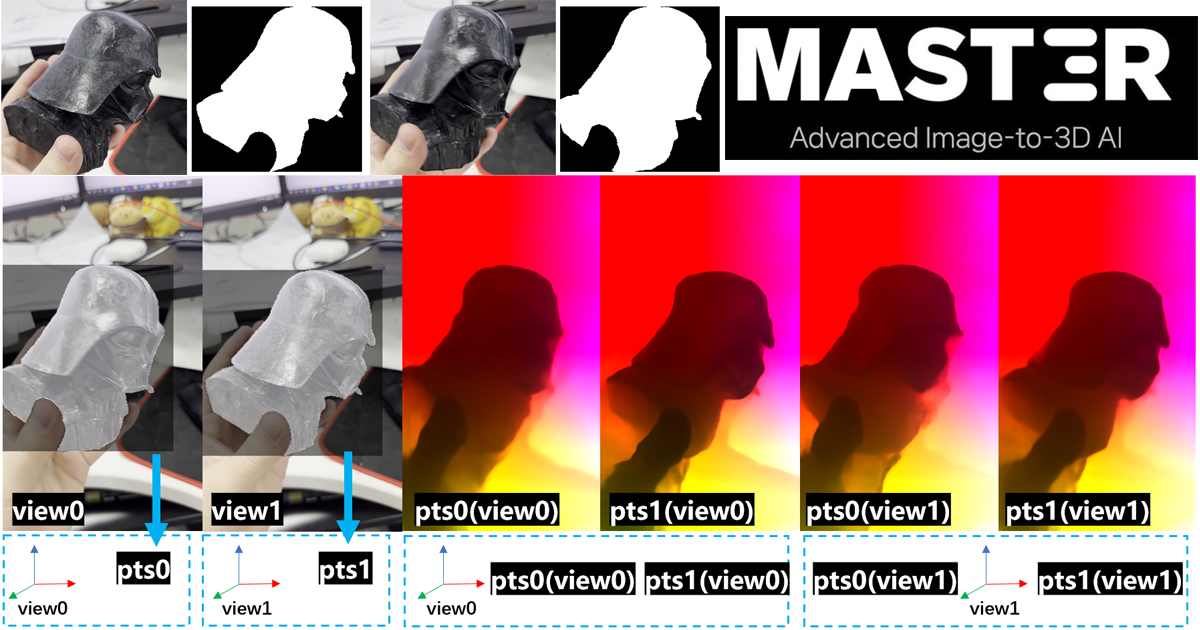 MASTER
Advanced Image-to-3D AI
view0
view1
pts0(view0)
pts1(view0)
pts0(view1)
pts1(view1)
pts0
view0
pts1
view1
pts0(view0)
pts1(view0)
view0
pts0(view1)
pts1(view1)
view1